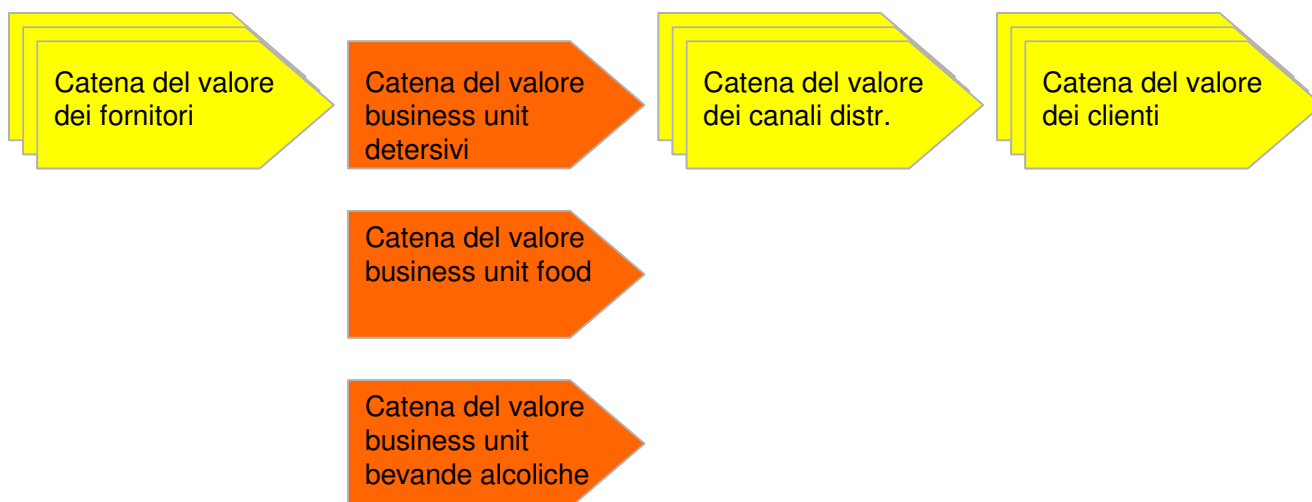 Catena del valore
dei fornitori
Catena del valore
business unit
detersivi
Catena del valore
dei canali distr.
Catena del valore
dei clienti
Catena del valore
business unit food
Catena del valore
business unit
bevande alcoliche